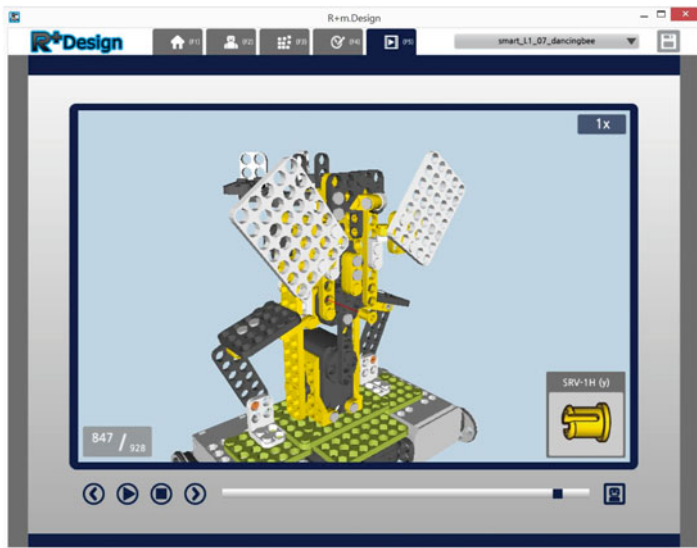 R+m.Design
R+Design
(F1)
(F2)
(F3)
(F4)
(F5)
smart_L1_07_dancingbee
1x
SRV-1H (y)
847 / 928